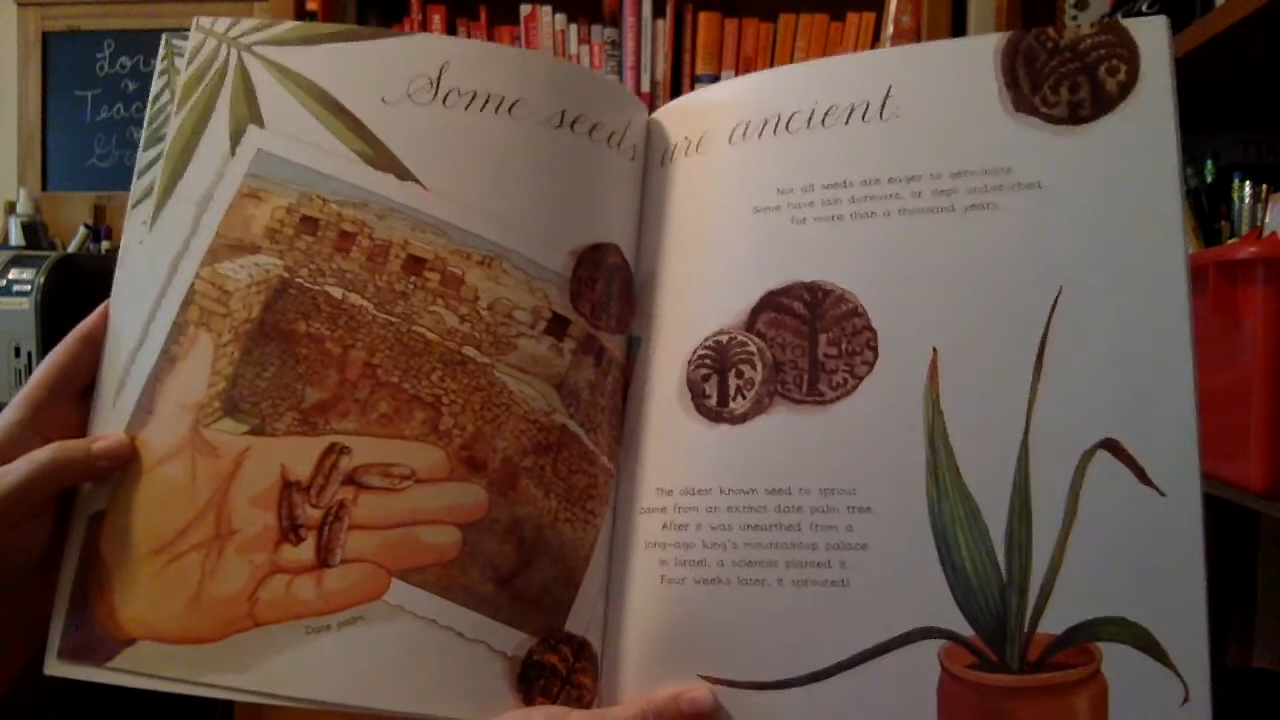 Love
Teac
Some seeds are ancient.
Not all seeds are eager to germinate.
Some have lain dormant, or slept undisturbed,
for more than a thousand years.
The oldest known seed to sprout
came from an extinct date palm tree.
After it was unearthed from a
long-ago king's mountaintop palace
in Israel, a scientist planted it.
Four weeks later, it sprouted!
Date palm